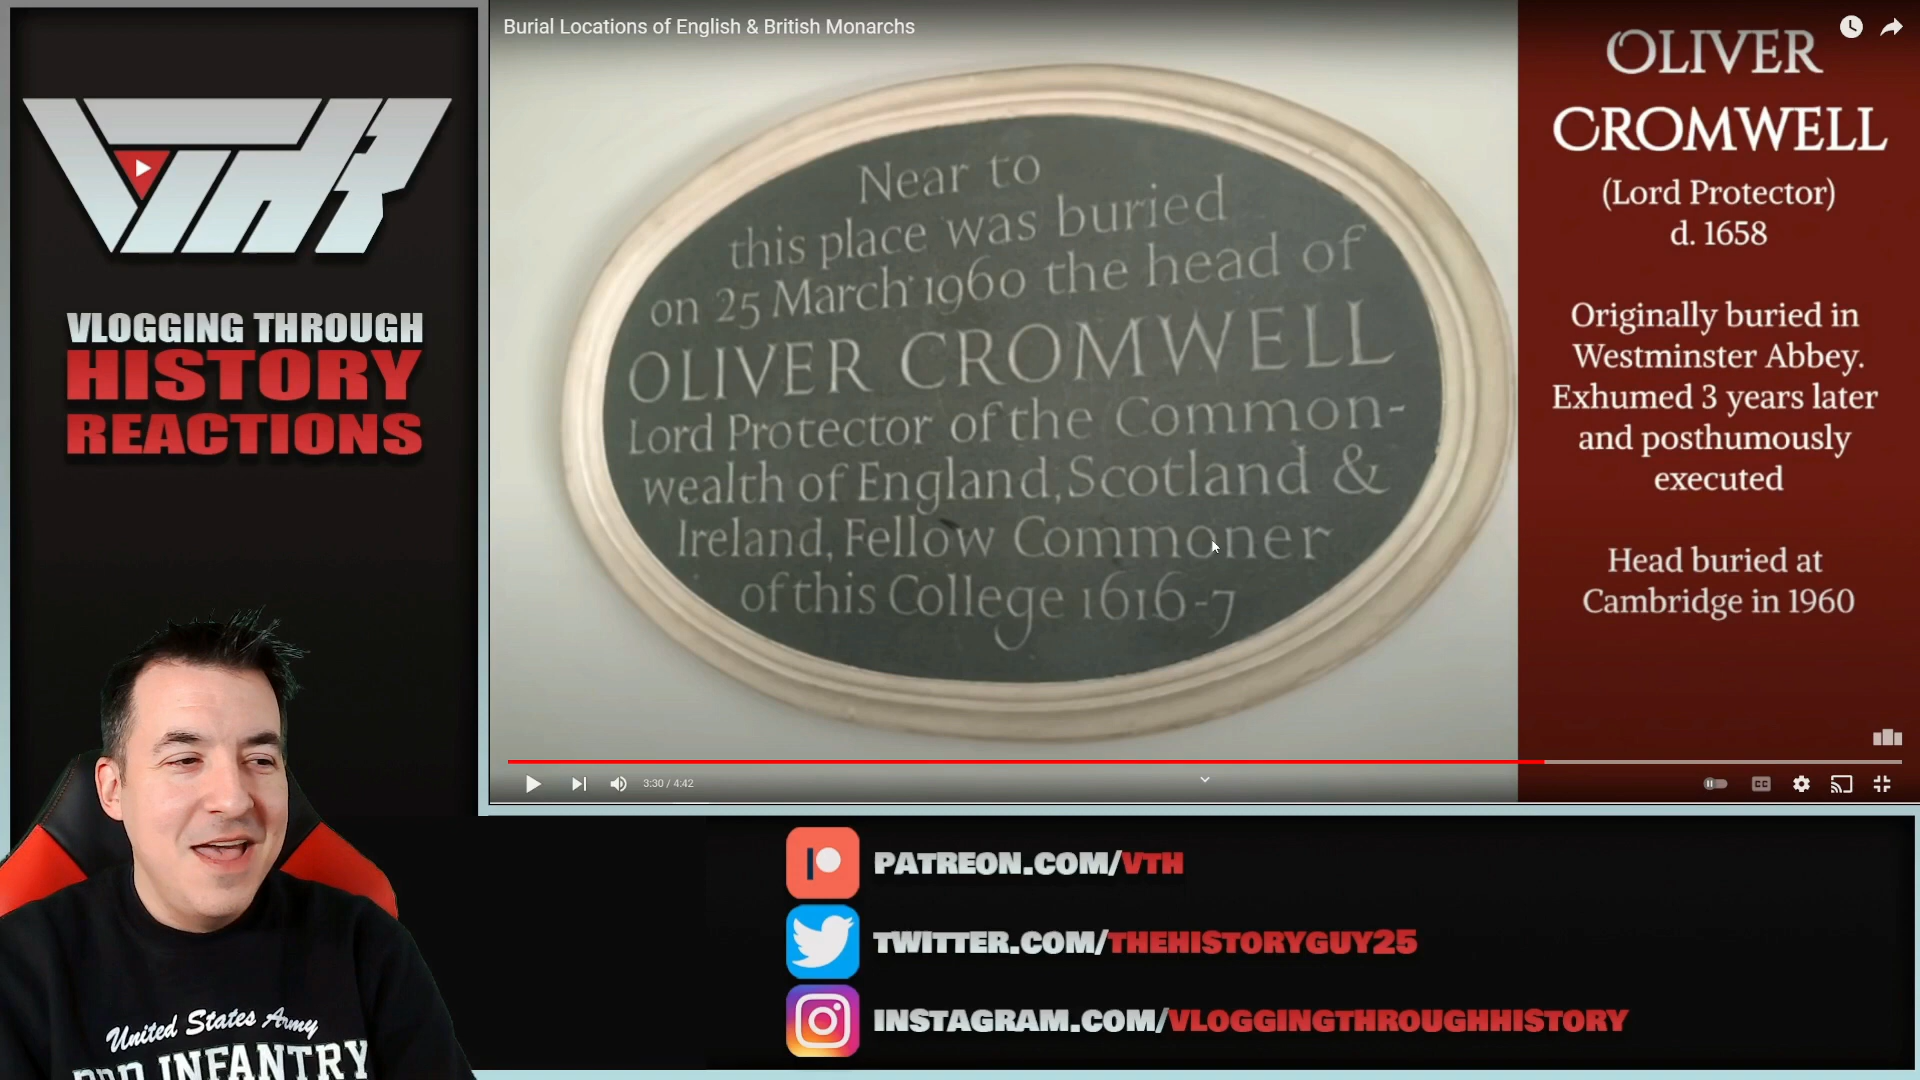 VTHR
VLOGGING THROUGH
HISTORY
REACTIONS
Burial Locations of English & British Monarchs
Near to
this place was buried
on 25 March 1960 the head of
OLIVER CROMWELL
Lord Protector of the Common-
wealth of England, Scotland &
Ireland, Fellow Commoner
of this College 1616-7
OLIVER
CROMWELL
(Lord Protector)
d. 1658
Originally buried in
Westminster Abbey.
Exhumed 3 years later
and posthumously
executed
Head buried at
Cambridge in 1960
3:30 / 4:42
CC
United States Army
INFANTRY
PATREON.COM/VTH
TWITTER.COM/THEHISTORYGUY25
INSTAGRAM.COM/VLOGGINGTHROUGHHISTORY